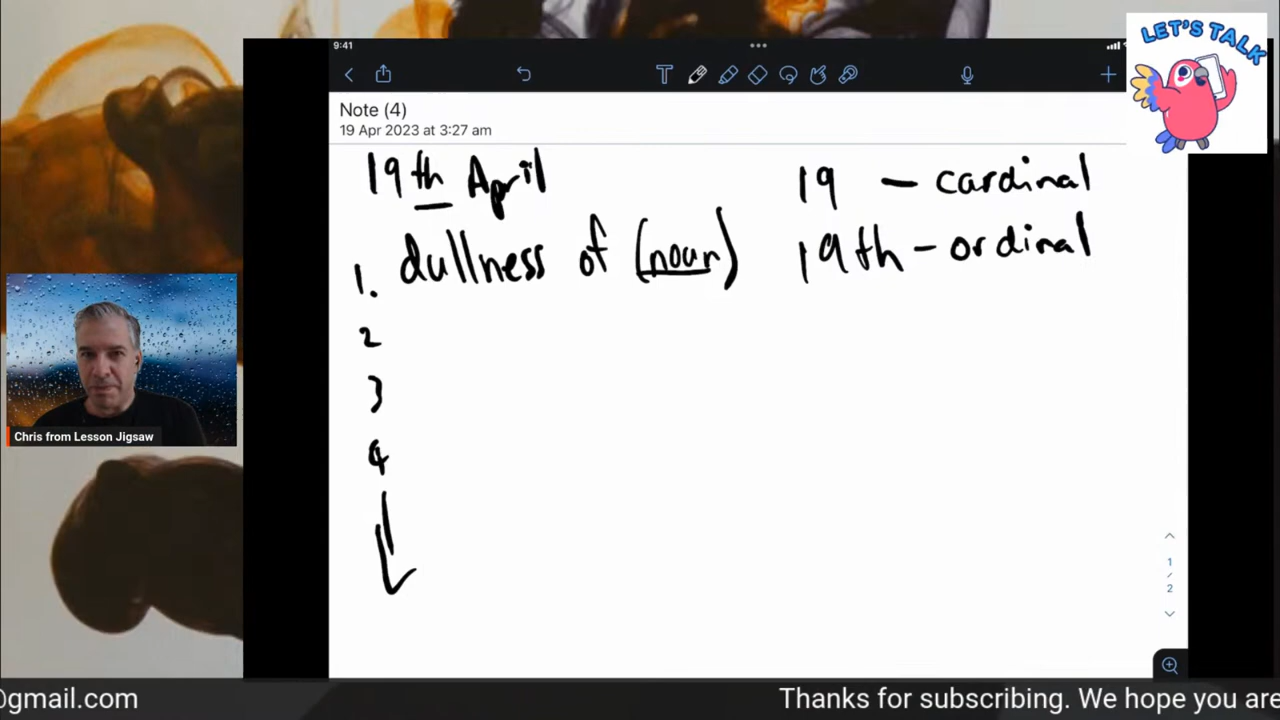 LET'S TALK
9:41
Note (4)
19 Apr 2023 at 3:27 am
19th April
19 - cardinal
1. dullness of (noun)
19th - ordinal
2
3
4
Chris from Lesson Jigsaw
1
/
2
@gmail.com
Thanks for subscribing. We hope you are